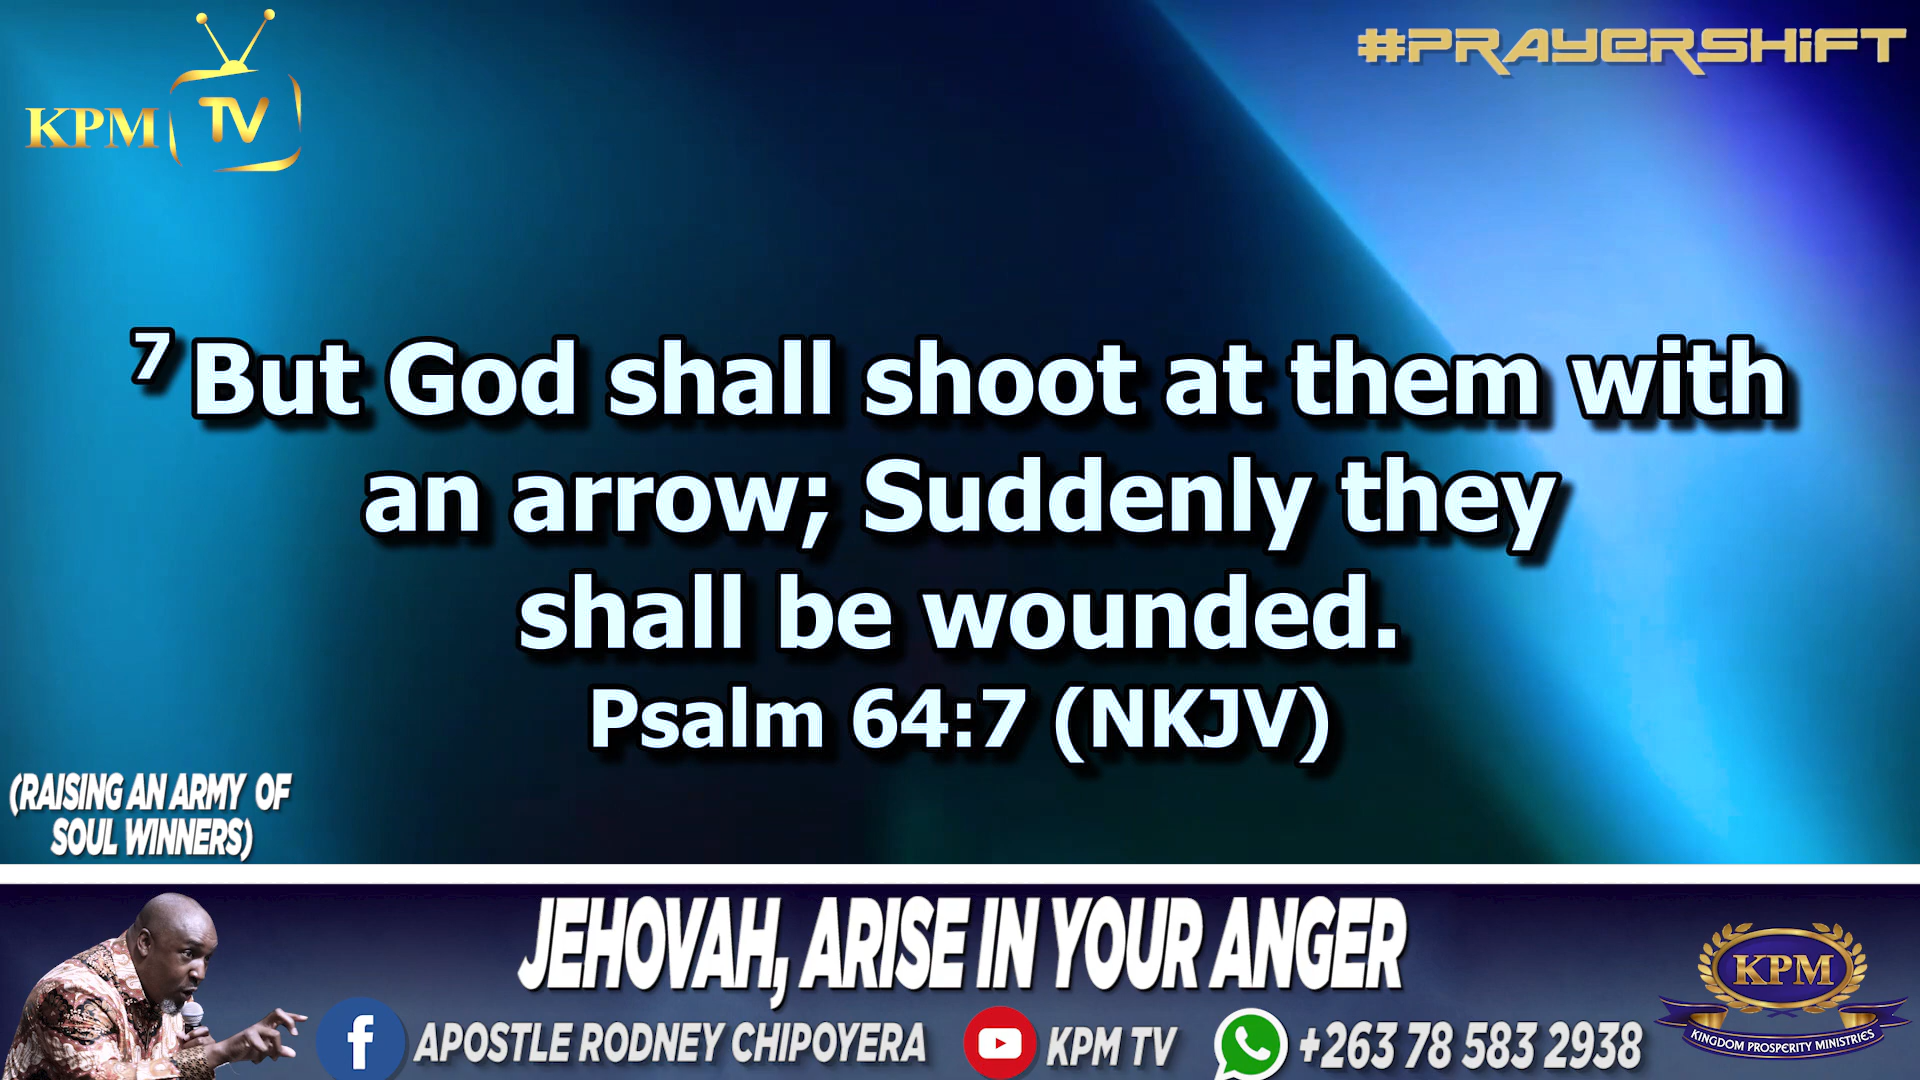 KPM TV
#PRAYERSHIFT
7 But God shall shoot at them with
an arrow; Suddenly they
shall be wounded.
Psalm 64:7 (NKJV)
(RAISING AN ARMY OF
SOUL WINNERS)
JEHOVAH, ARISE IN YOUR ANGER
APOSTLE RODNEY CHIPOYERA KPM TV +263 78 583 2938
KPM
KINGDOM PROSPERITY MINISTRIES